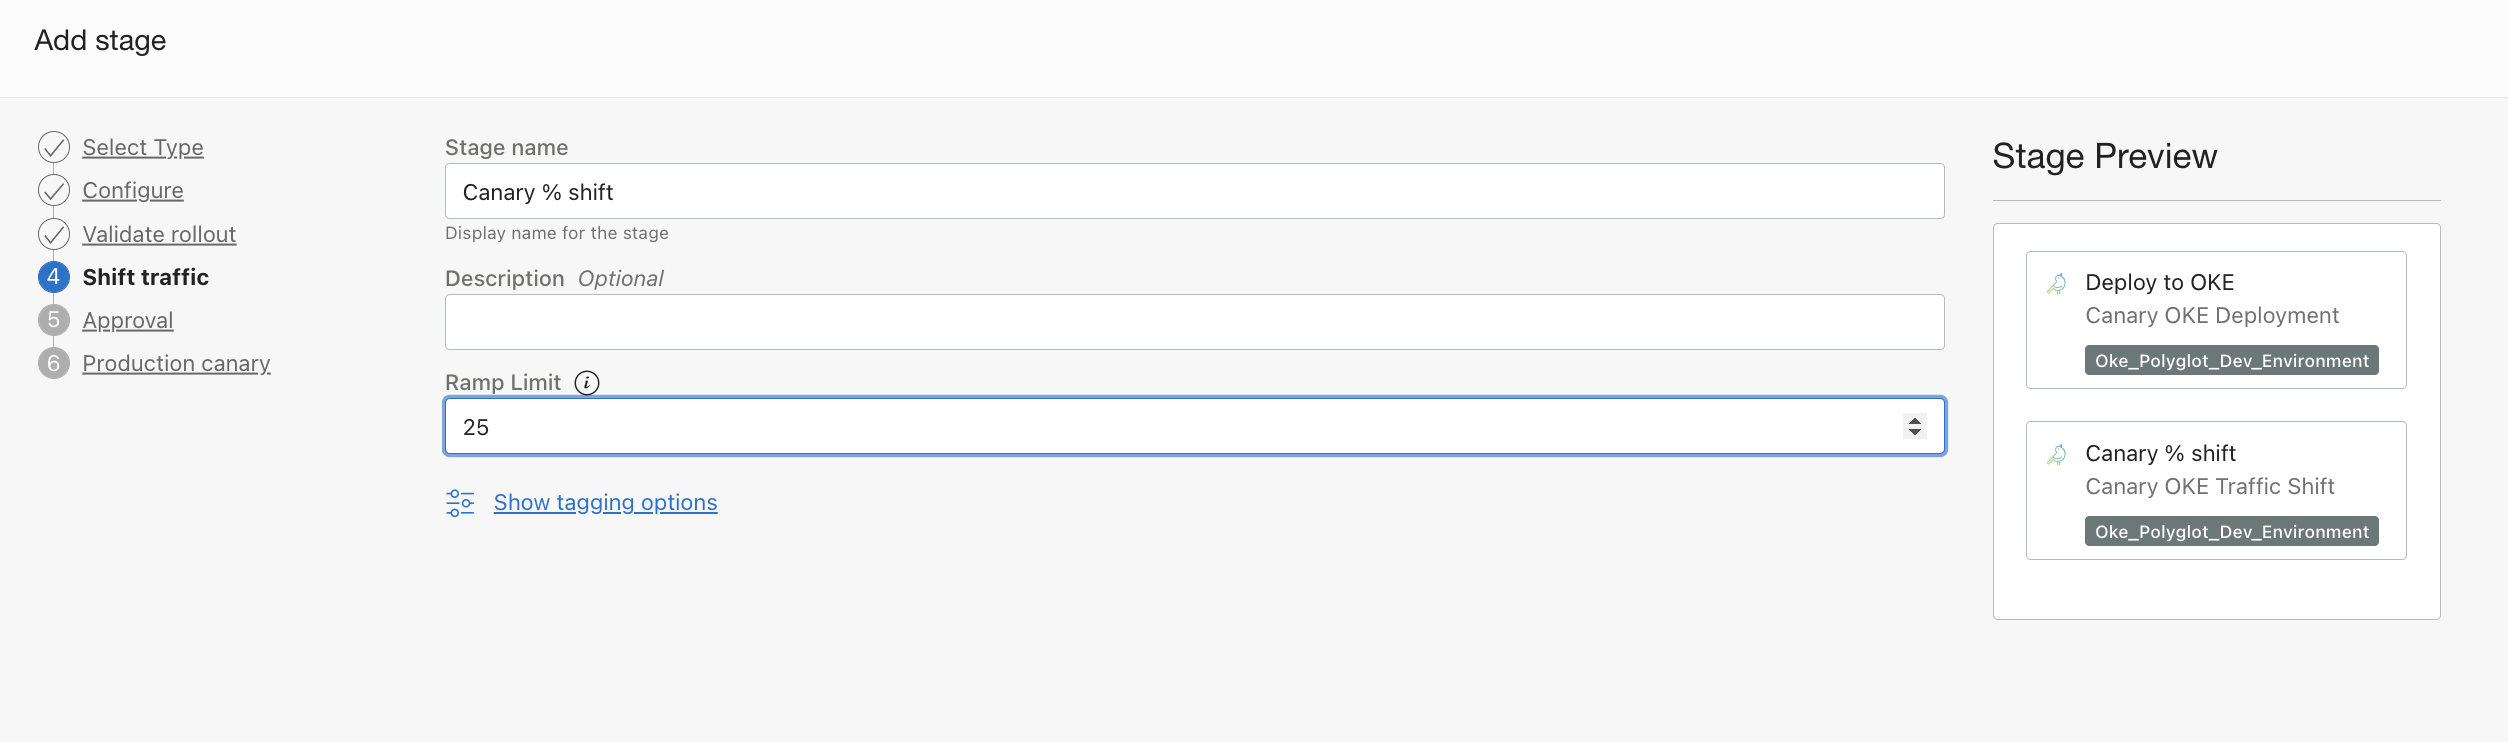 Add stage
Select Type
Configure
Validate rollout
4 Shift traffic
5 Approval
6 Production canary
Stage name
Canary % shift
Display name for the stage
Description Optional
Ramp Limit i
25
Show tagging options
Stage Preview
Deploy to OKE
Canary OKE Deployment
Oke_Polyglot_Dev_Environment
Canary % shift
Canary OKE Traffic Shift
Oke_Polyglot_Dev_Environment